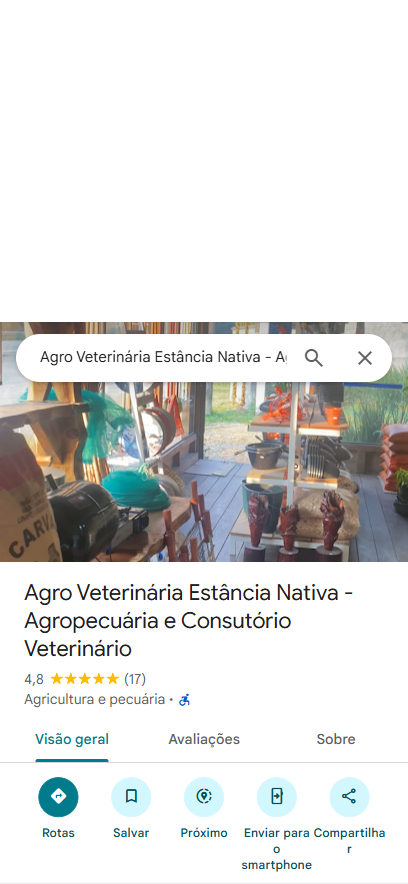 Agro Veterinária Estância Nativa - Ag
CARV
Agro Veterinária Estância Nativa -
Agropecuária e Consutório
Veterinário
4,8 (17)
Agricultura e pecuária ·
Visão geral Avaliações Sobre
Rotas Salvar Próximo Enviar para o smartphone Compartilhar